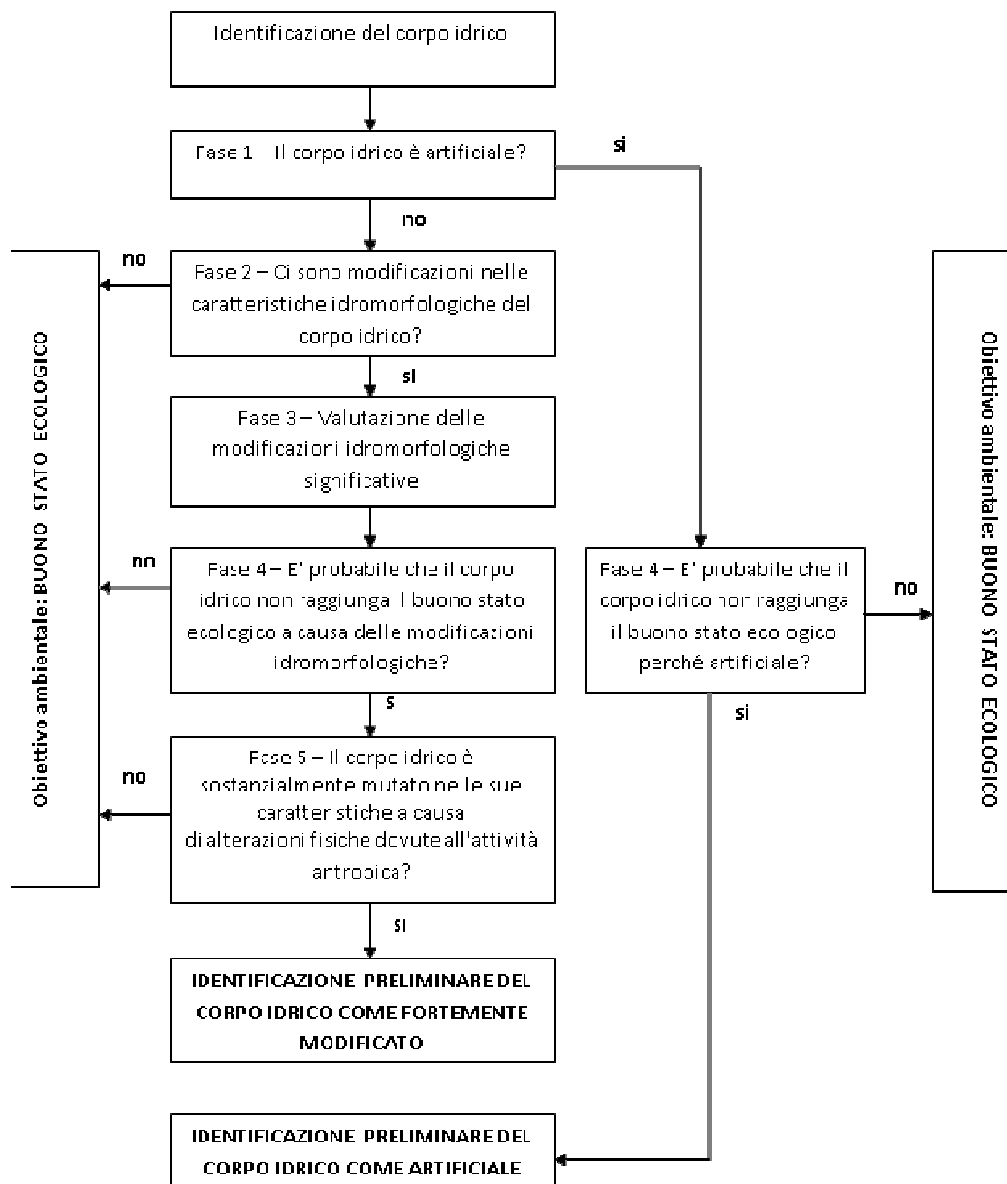 Identificazione del corpo idrico
Fase 1 – Il corpo idrico è artificiale?
si
no
no
Fase 2 – Ci sono modificazioni nelle
caratteristiche idromorfologiche del
corpo idrico?
si
Fase 3 – Valutazione delle
modificazioni idromorfologiche
significative
no
Fase 4 – E' probabile che il corpo
idrico non raggiunga il buono stato
ecologico a causa delle modificazioni
idromorfologiche?
s
no
Fase 5 – Il corpo idrico è
sostanzialmente mutato nelle sue
caratteristiche a causa
di alterazioni fisiche dovute all'attività
antropica?
si
IDENTIFICAZIONE PRELIMINARE DEL
CORPO IDRICO COME FORTEMENTE
MODIFICATO
Fase 4 – E' probabile che il
corpo idrico non raggiunga
il buono stato ecologico
perché artificiale?
no
si
IDENTIFICAZIONE PRELIMINARE DEL
CORPO IDRICO COME ARTIFICIALE
Obiettivo ambientale: BUONO STATO ECOLOGICO
Obiettivo ambientale: BUONO STATO ECOLOGICO